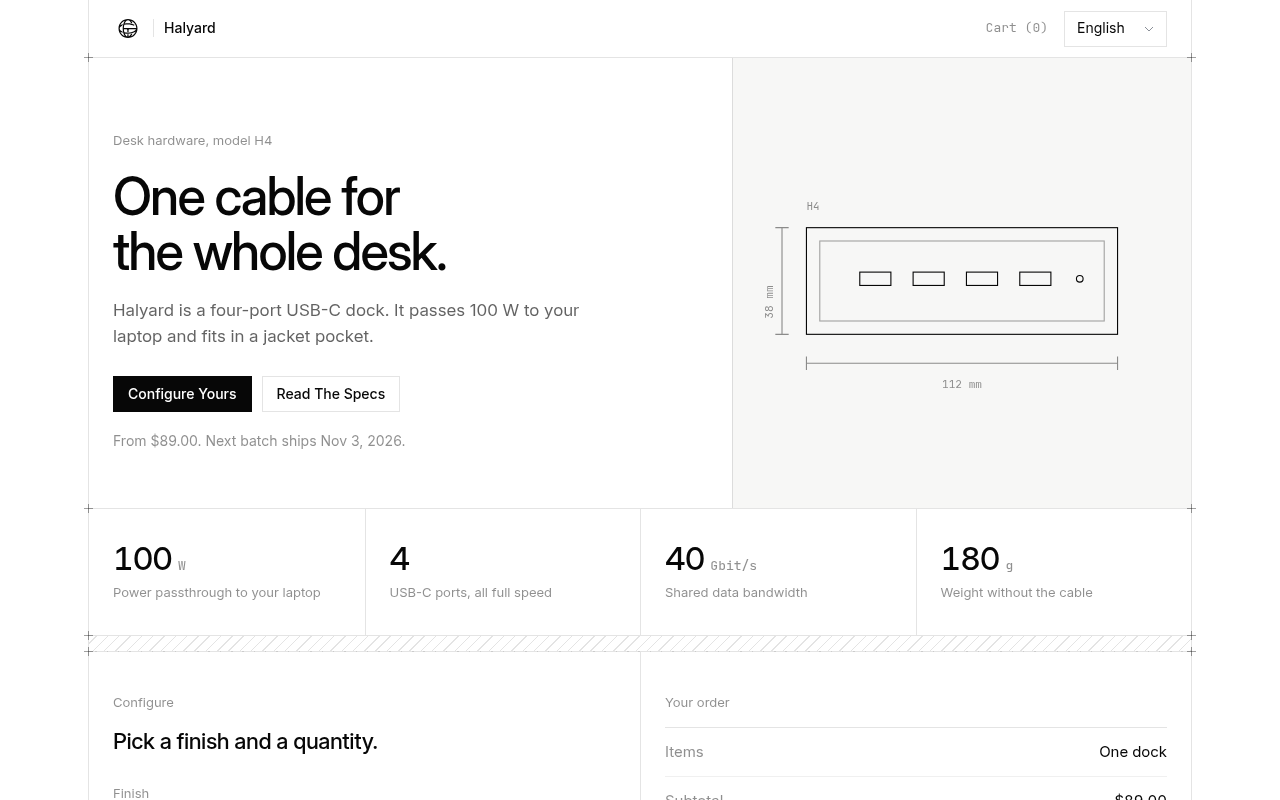 Halyard
Cart (0)
English
Desk hardware, model H4
One cable for
the whole desk.
Halyard is a four-port USB-C dock. It passes 100 W to your
laptop and fits in a jacket pocket.
Configure Yours
Read The Specs
From $89.00. Next batch ships Nov 3, 2026.
H4
38 mm
112 mm
100 W
Power passthrough to your laptop
4
USB-C ports, all full speed
40 Gbit/s
Shared data bandwidth
180 g
Weight without the cable
Configure
Pick a finish and a quantity.
Finish
Your order
Items
One dock
Subtotal
$89.00